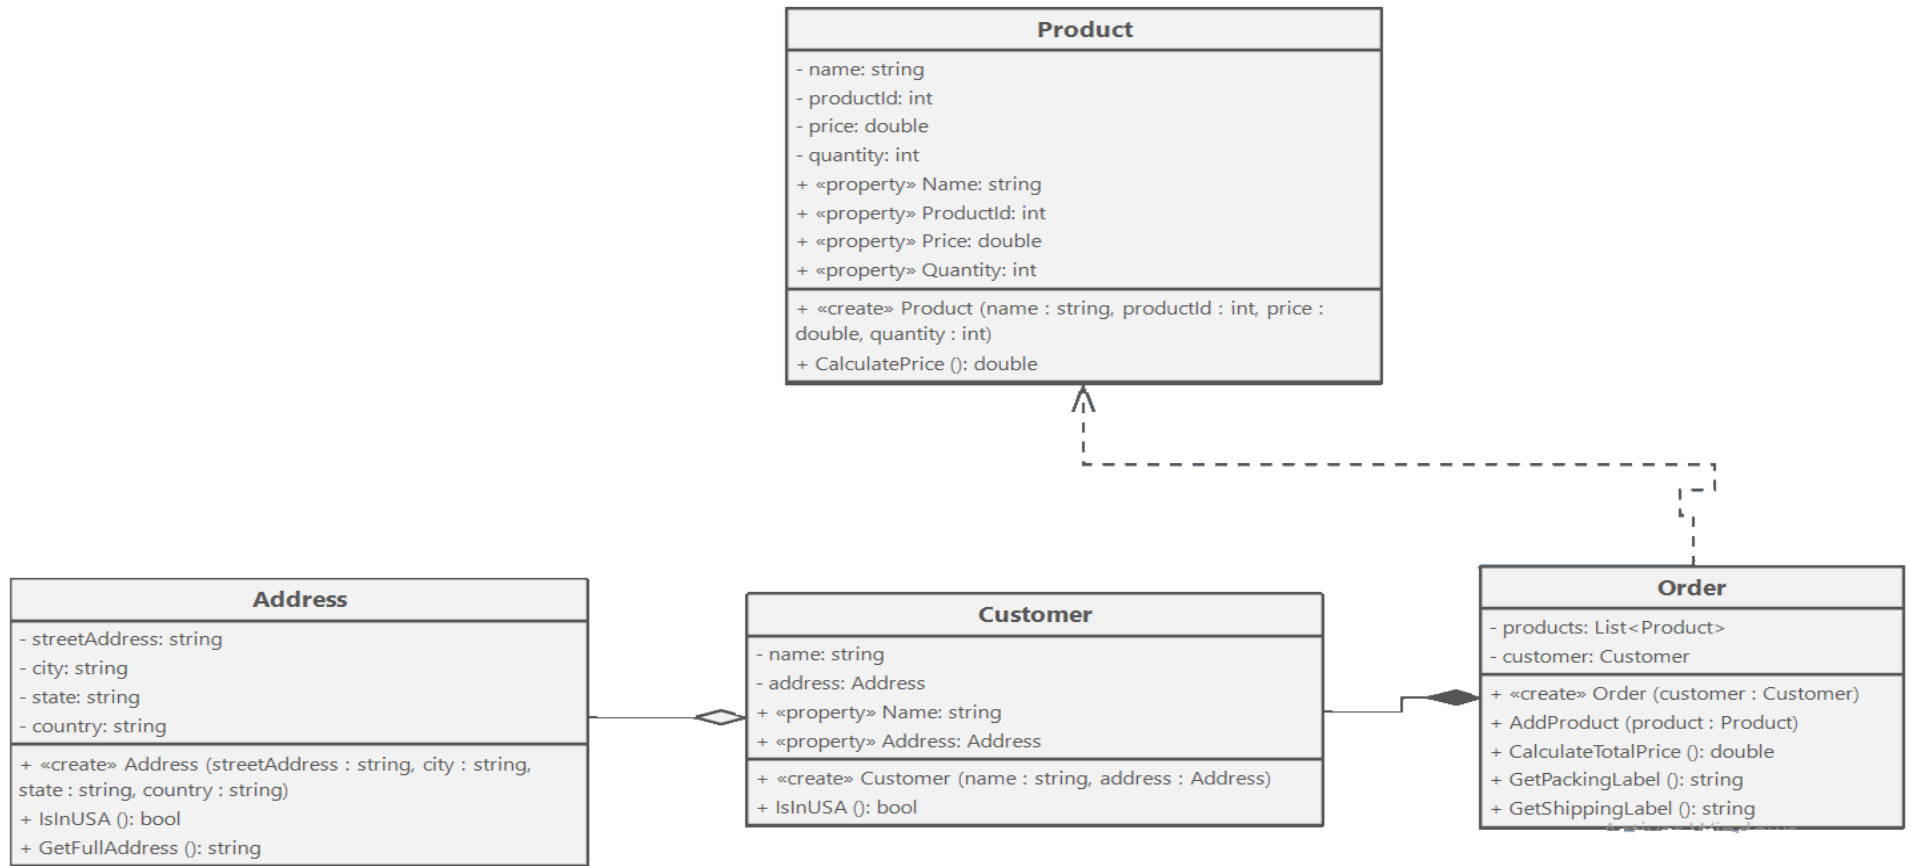 Product
- name: string
- productId: int
- price: double
- quantity: int
+ «property» Name: string
+ «property» ProductId: int
+ «property» Price: double
+ «property» Quantity: int
+ «create» Product (name : string, productId : int, price :
double, quantity : int)
+ CalculatePrice (): double
Address
- streetAddress: string
- city: string
- state: string
- country: string
+ «create» Address (streetAddress : string, city : string,
state : string, country : string)
+ IsInUSA (): bool
+ GetFullAddress (): string
Customer
- name: string
- address: Address
+ «property» Name: string
+ «property» Address: Address
+ «create» Customer (name : string, address : Address)
+ IsInUSA (): bool
Order
- products: List<Product>
- customer: Customer
+ «create» Order (customer : Customer)
+ AddProduct (product : Product)
+ CalculateTotalPrice (): double
+ GetPackingLabel (): string
+ GetShippingLabel (): string